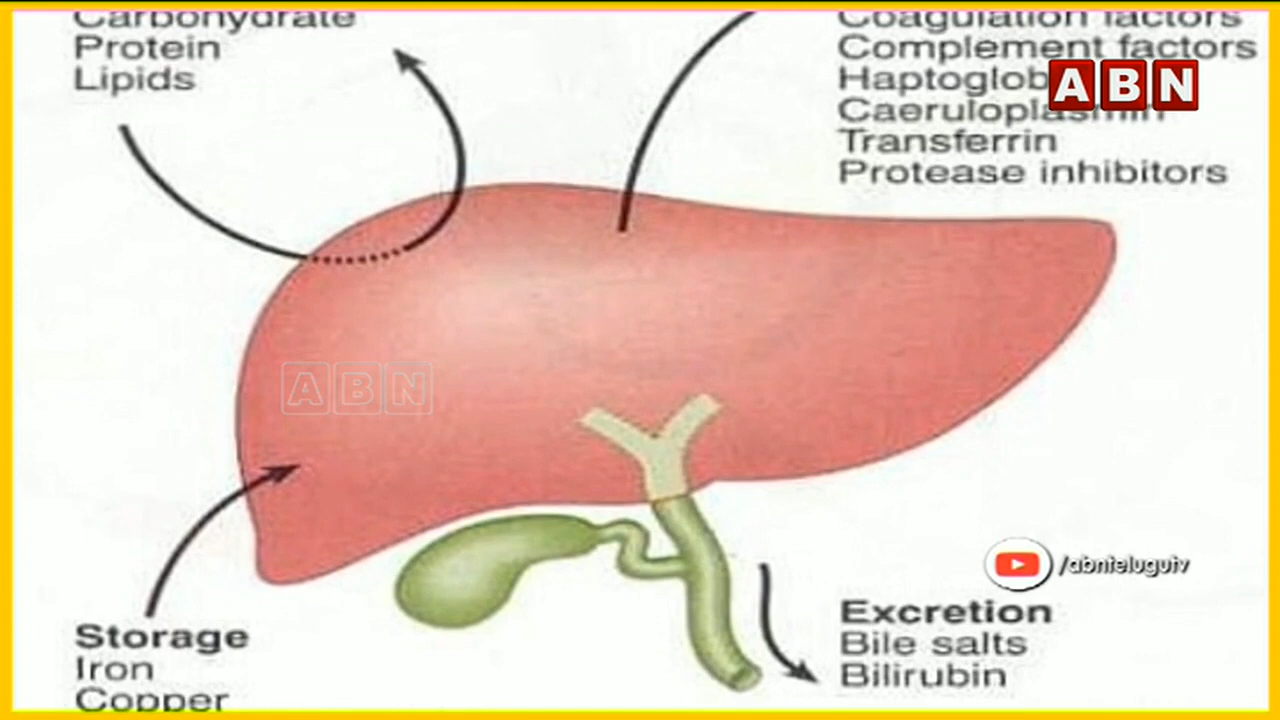 Carbohydrate
Protein
Lipids
Coagulation factors
Complement factors
Caeruloplasmin
Transferrin
Protease inhibitors
ABN
ABN
Storage
Iron
Copper
/abntelugutv
Excretion
Bile salts
Bilirubin